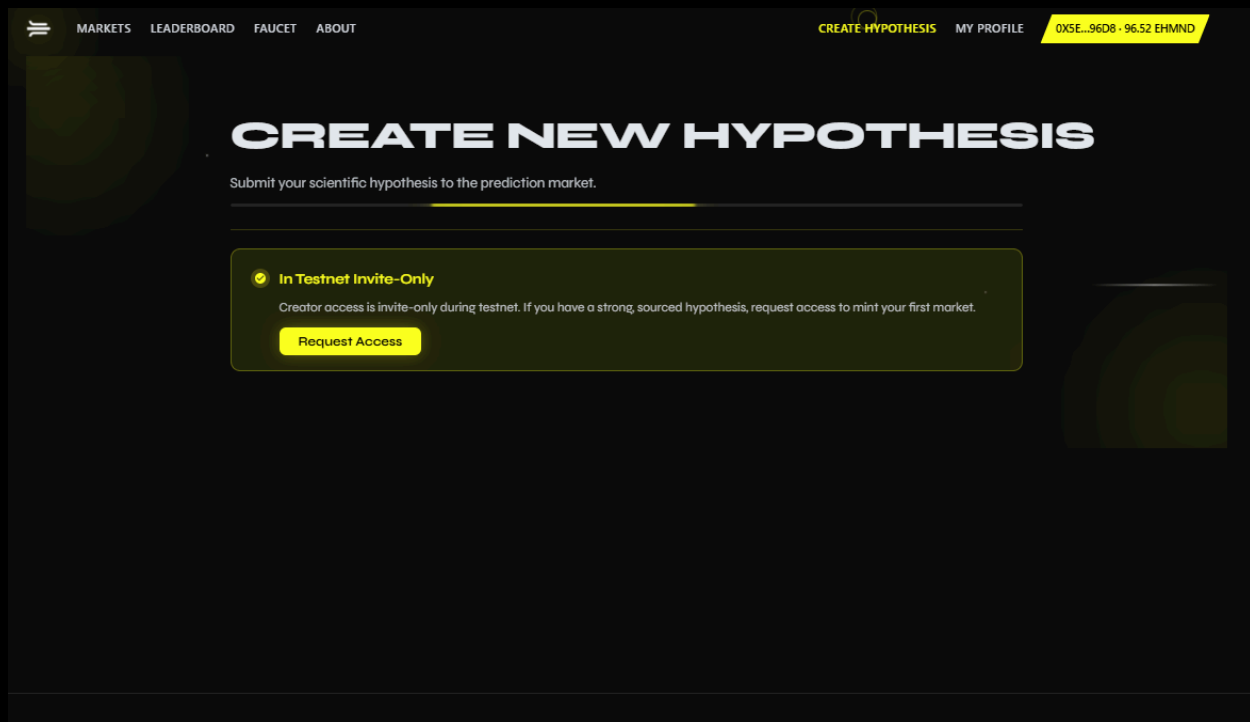 MARKETS LEADERBOARD FAUCET ABOUT CREATE HYPOTHESIS MY PROFILE 0X5E...96D8 · 96.52 EHMND
CREATE NEW HYPOTHESIS
Submit your scientific hypothesis to the prediction market.
In Testnet Invite-Only
Creator access is invite-only during testnet. If you have a strong, sourced hypothesis, request access to mint your first market.
Request Access